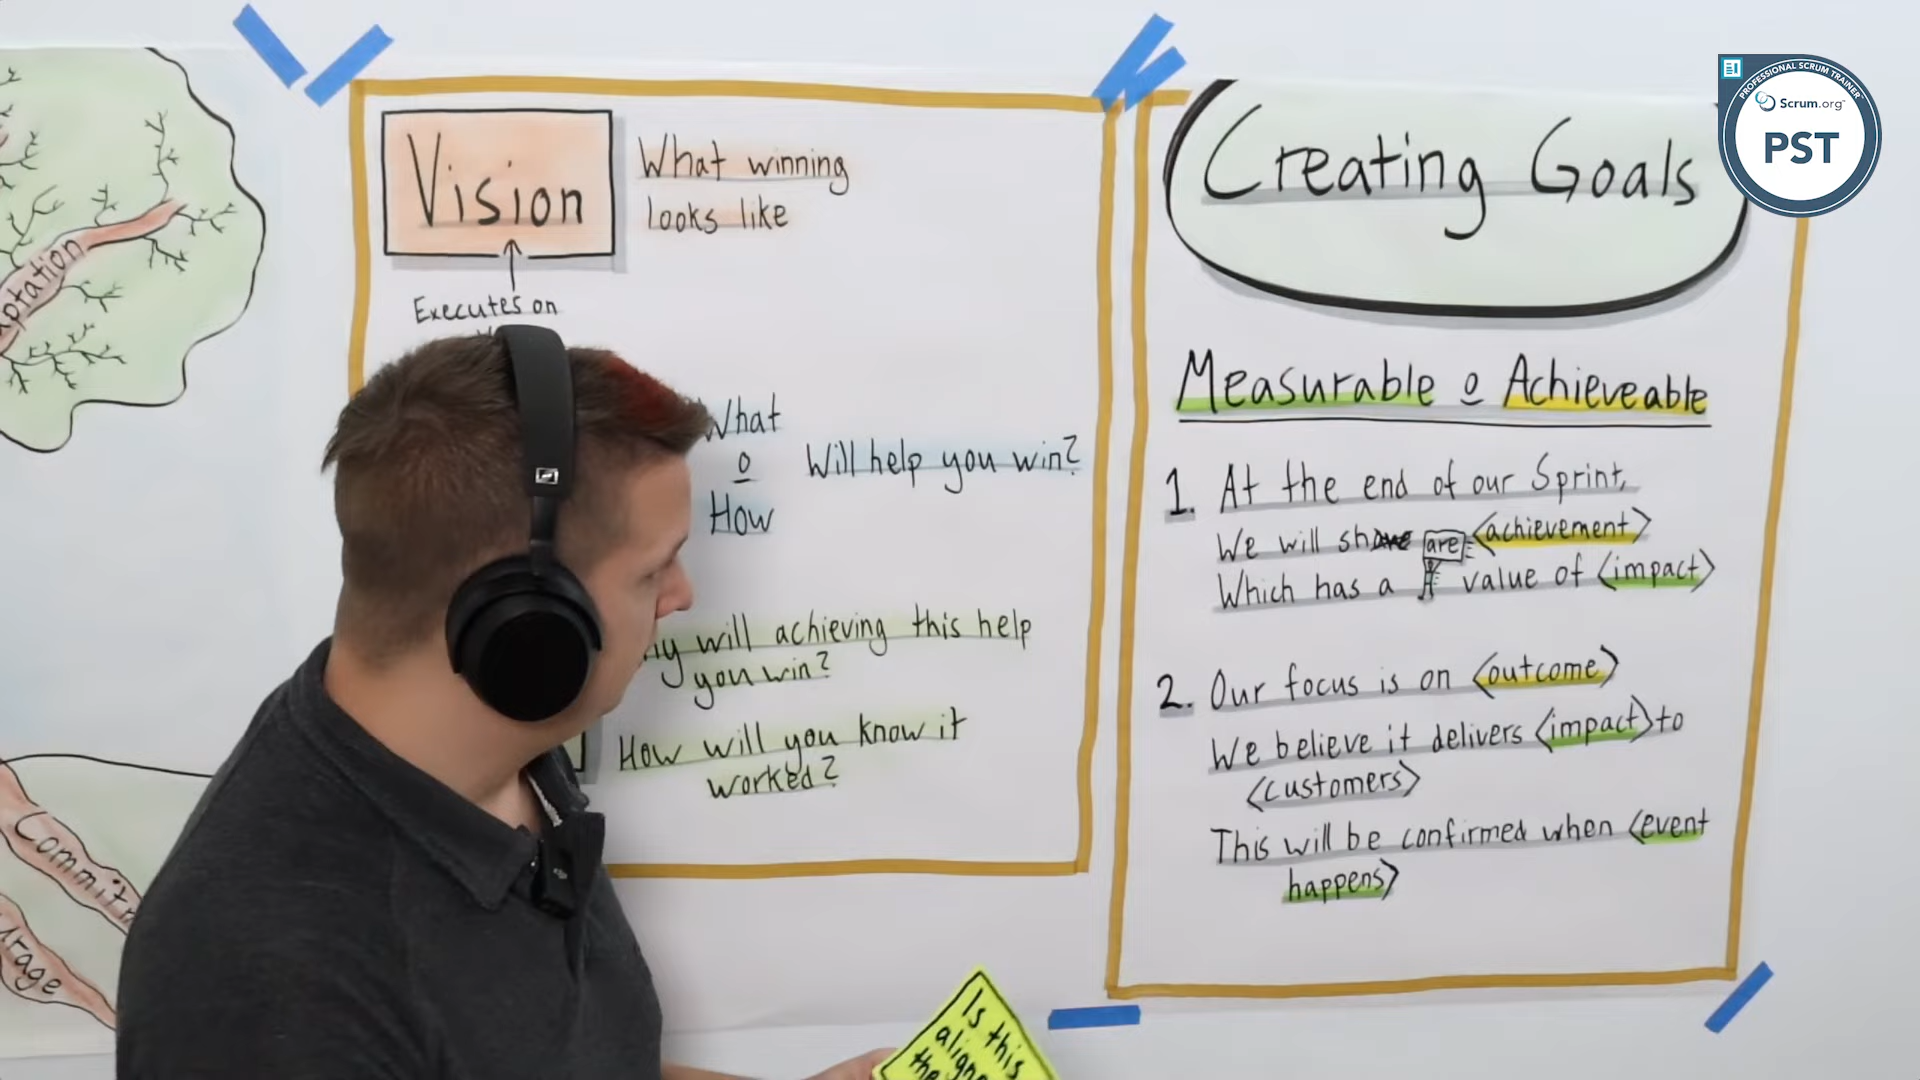 Vision
What winning
looks like
Executes on
What
o
How
Will help you win?
will achieving this help
you win?
How will you know it
worked?
Creating Goals
Measurable o Achieveable
1. At the end of our Sprint,
We will share <achievement>
Which has a value of <impact>
2. Our focus is on <outcome>
We believe it delivers <impact> to
<customers>
This will be confirmed when <event
happens>
Is this
PROFESSIONAL SCRUM TRAINER
Scrum.org
PST